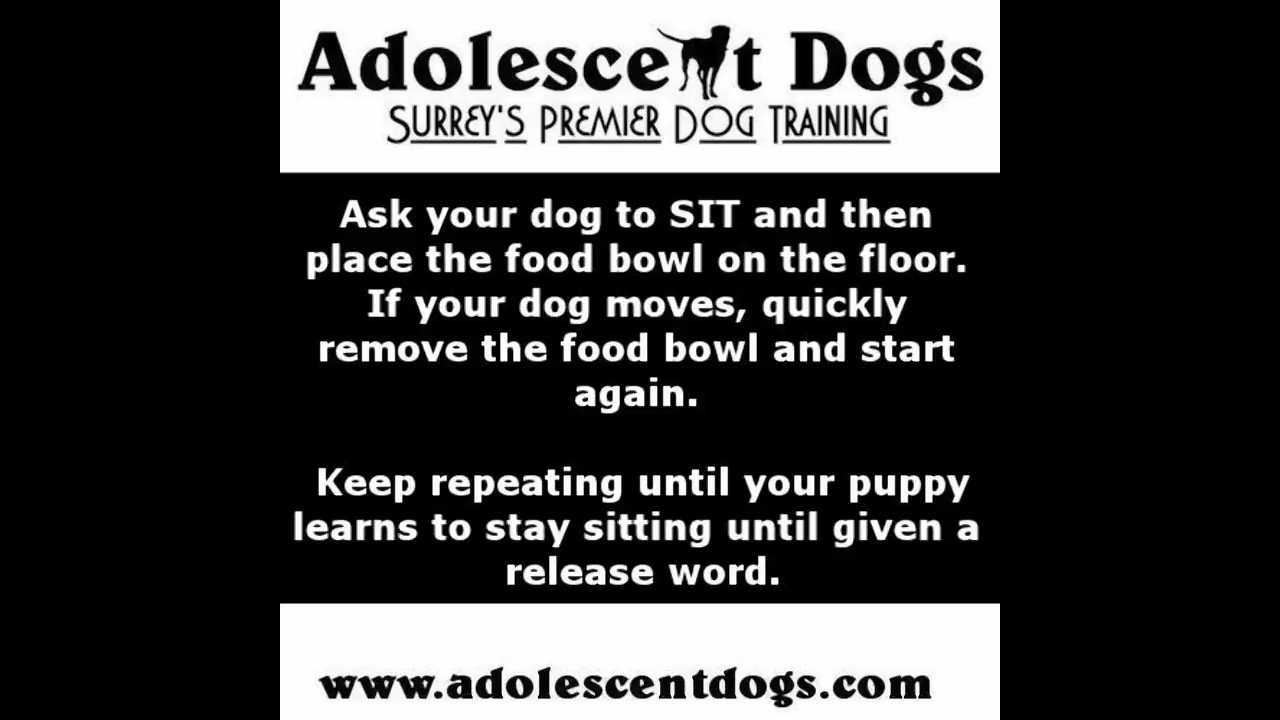 Adolescent Dogs
SURREY'S PREMIER DOG TRAINING
Ask your dog to SIT and then
place the food bowl on the floor.
If your dog moves, quickly
remove the food bowl and start
again.
Keep repeating until your puppy
learns to stay sitting until given a
release word.
www.adolescentdogs.com